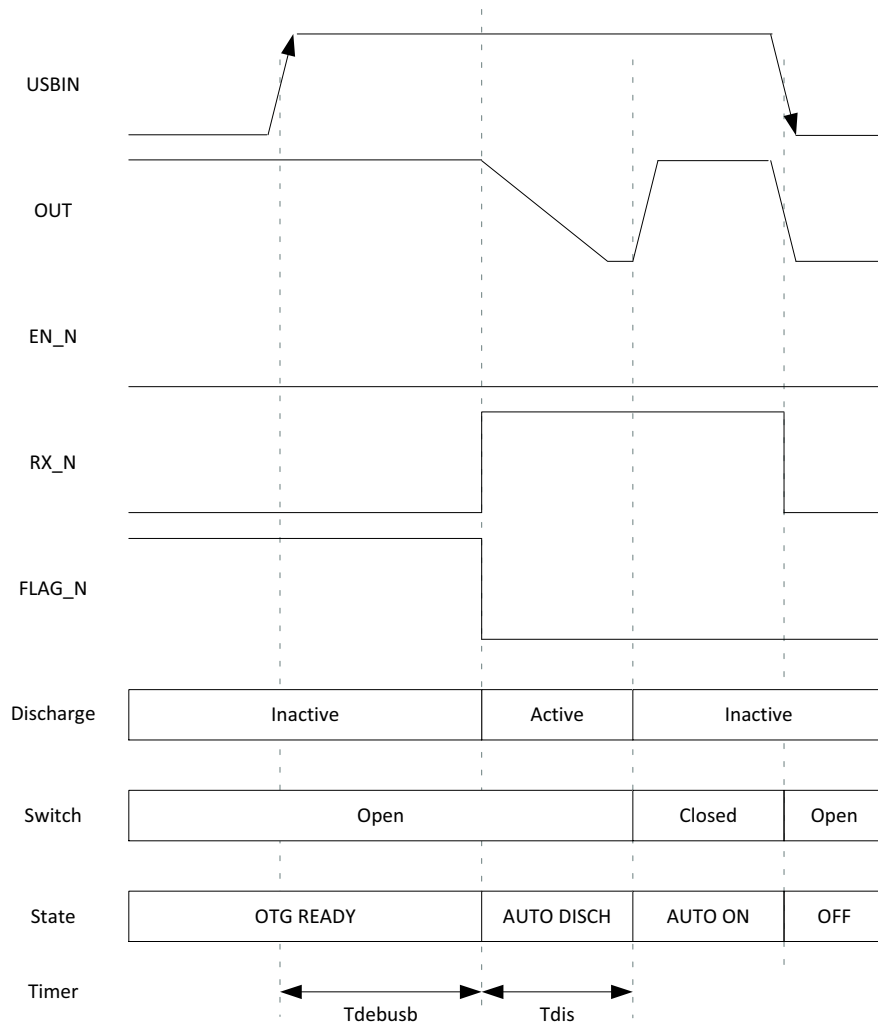 USBIN
OUT
EN_N
RX_N
FLAG_N
Discharge Inactive Active Inactive
Switch Open Closed Open
State OTG READY AUTO DISCH AUTO ON OFF
Timer
Tdebusb Tdis